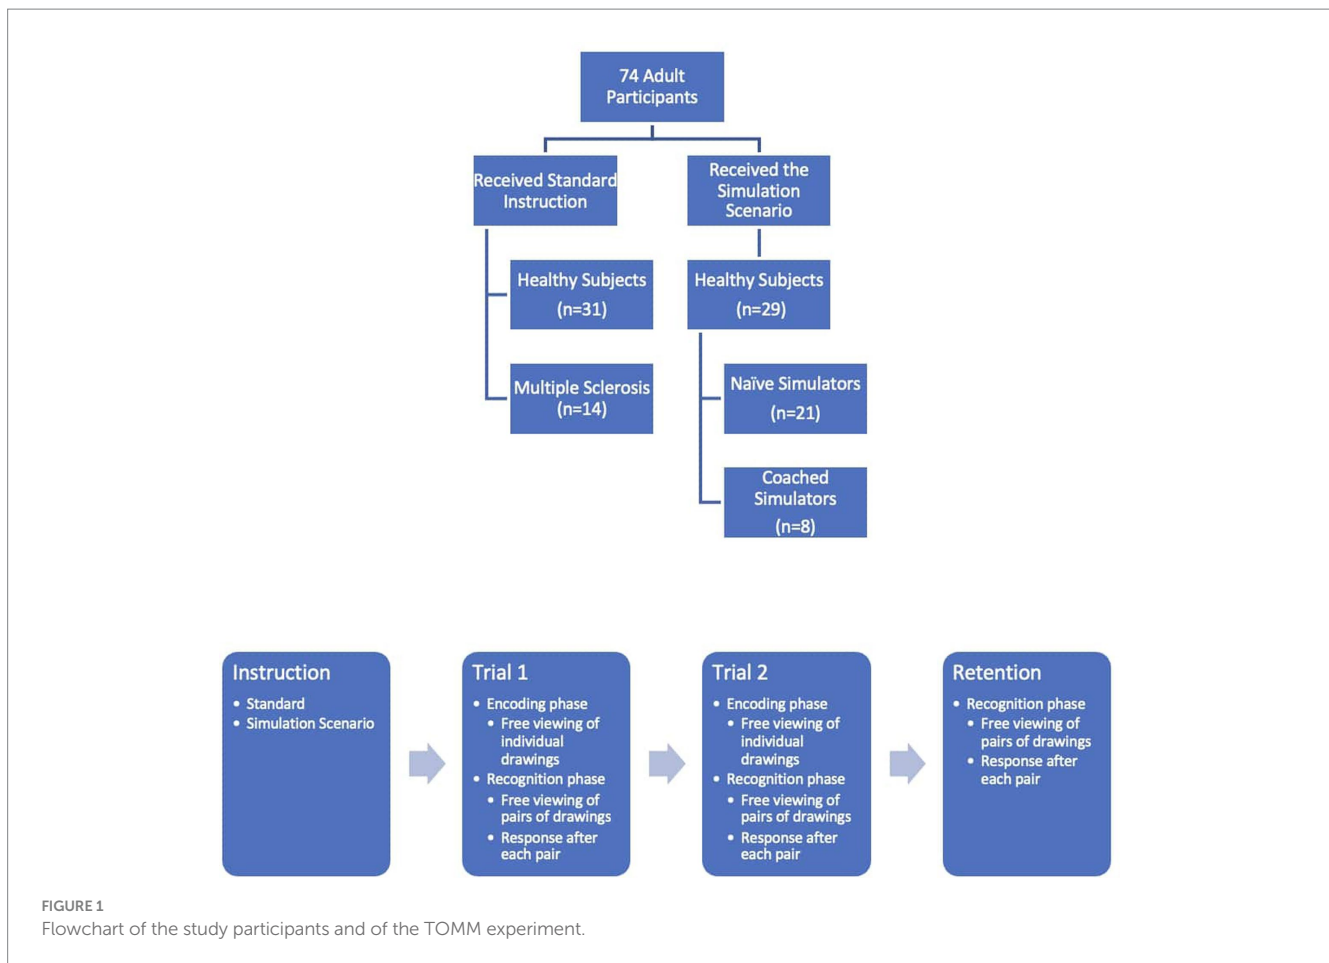 74 Adult
Participants
Received Standard
Instruction
Received the
Simulation
Scenario
Healthy Subjects
(n=31)
Healthy Subjects
(n=29)
Multiple Sclerosis
(n=14)
Naïve Simulators
(n=21)
Coached
Simulators
(n=8)
Instruction
• Standard
• Simulation Scenario
Trial 1
• Encoding phase
• Free viewing of
individual
drawings
• Recognition phase
• Free viewing of
pairs of drawings
• Response after
each pair
Trial 2
• Encoding phase
• Free viewing of
individual
drawings
• Recognition phase
• Free viewing of
pairs of drawings
• Response after
each pair
Retention
• Recognition phase
• Free viewing of
pairs of drawings
• Response after
each pair
FIGURE 1
Flowchart of the study participants and of the TOMM experiment.